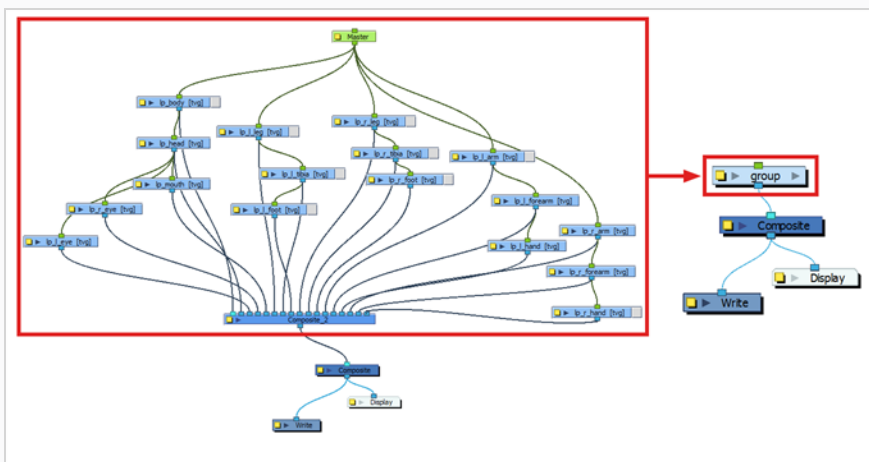 Master
lp_body [tvg]
lp_r_leg [tvg]
lp_l_leg [tvg]
lp_head [tvg]
lp_r_tibia [tvg]
lp_l_arm [tvg]
lp_l_tibia [tvg]
lp_r_foot [tvg]
lp_mouth [tvg]
lp_l_forearm [tvg]
lp_r_eye [tvg]
lp_l_foot [tvg]
lp_r_arm [tvg]
lp_l_eye [tvg]
lp_l_hand [tvg]
lp_r_forearm [tvg]
lp_r_hand [tvg]
Composite_2
Composite
Display
Write
group
Composite
Display
Write